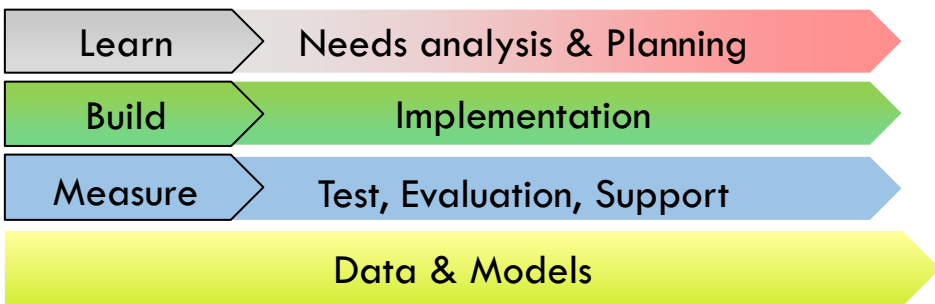 Learn Needs analysis & Planning
Build Implementation
Measure Test, Evaluation, Support
Data & Models